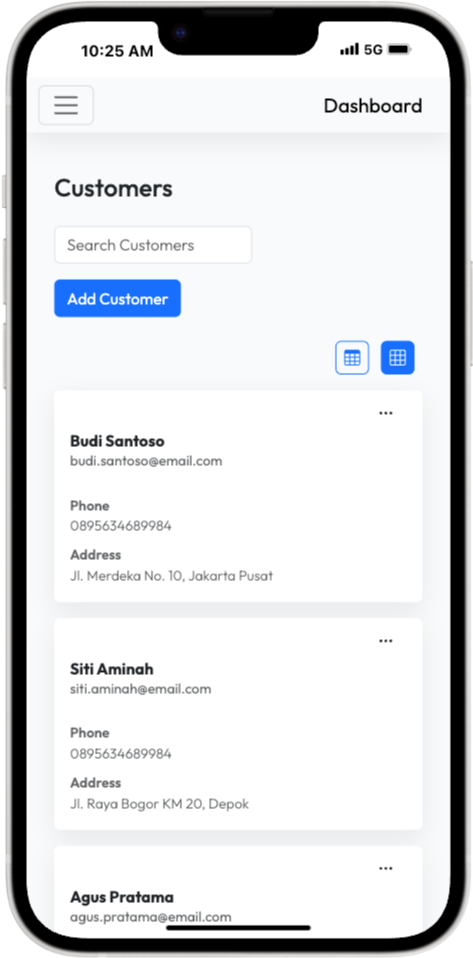 10:25 AM 5G
Dashboard
Customers
Search Customers
Add Customer
Budi Santoso
budi.santoso@email.com
Phone
0895634689984
Address
Jl. Merdeka No. 10, Jakarta Pusat
Siti Aminah
siti.aminah@email.com
Phone
0895634689984
Address
Jl. Raya Bogor KM 20, Depok
Agus Pratama
agus.pratama@email.com